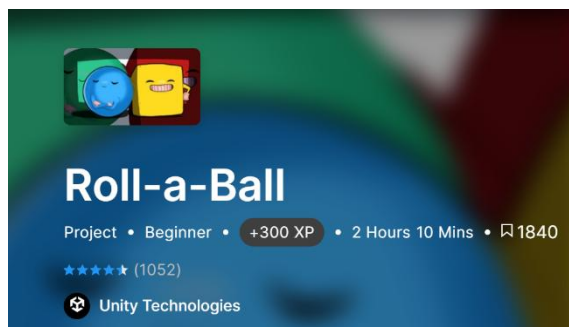 Roll-a-Ball
Project • Beginner • +300 XP • 2 Hours 10 Mins • 1840
(1052)
Unity Technologies